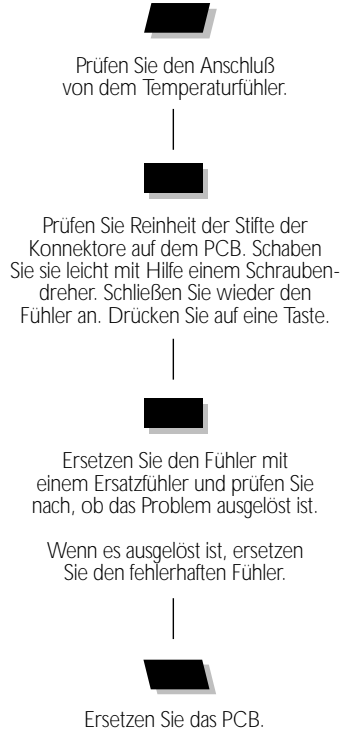 Prüfen Sie den Anschluß
von dem Temperaturfühler.
Prüfen Sie Reinheit der Stifte der
Konnektore auf dem PCB. Schaben
Sie sie leicht mit Hilfe einem Schrauben-
dreher. Schließen Sie wieder den
Fühler an. Drücken Sie auf eine Taste.
Ersetzen Sie den Fühler mit
einem Ersatzfühler und prüfen Sie
nach, ob das Problem ausgelöst ist.
Wenn es ausgelöst ist, ersetzen
Sie den fehlerhaften Fühler.
Ersetzen Sie das PCB.